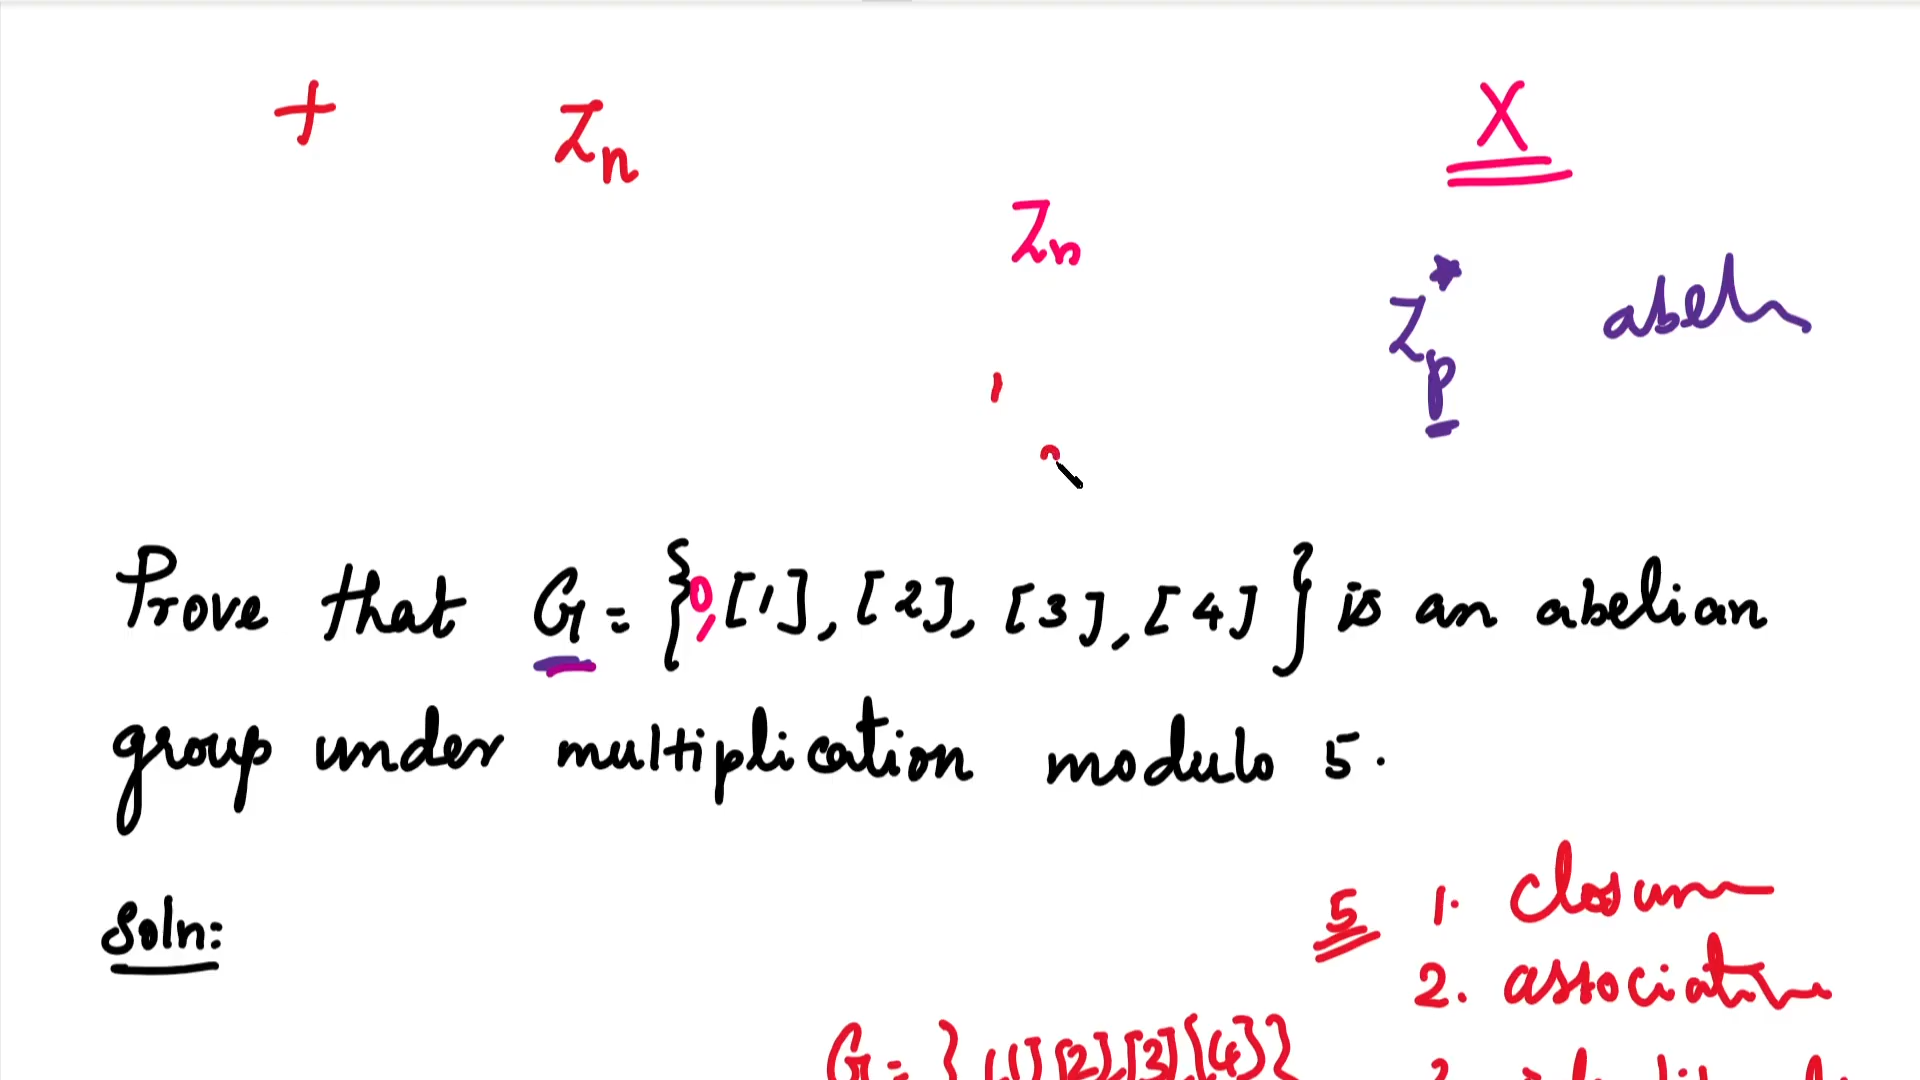 + Zn X
Zn
Z*p abel
Prove that G = {0, [1], [2], [3], [4]} is an abelian
group under multiplication modulo 5.
Soln:
5 1. closure
2. associative
G = {[1] [2], [3] [4]}